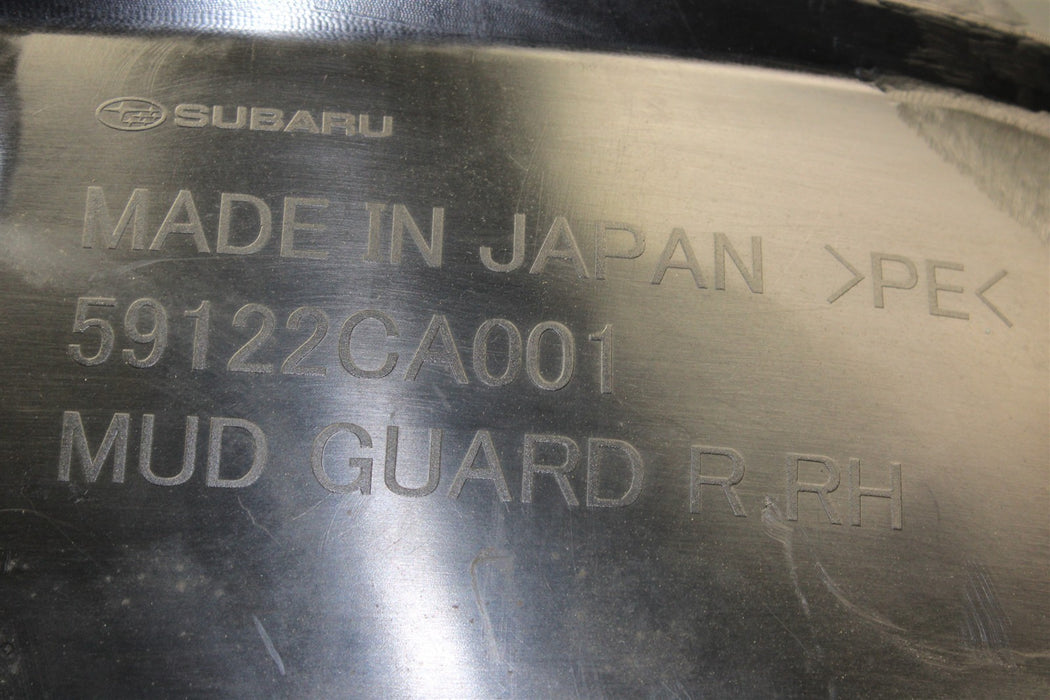 SUBARU
MADE IN JAPAN >PE<
59122CA001
MUD GUARD R RH